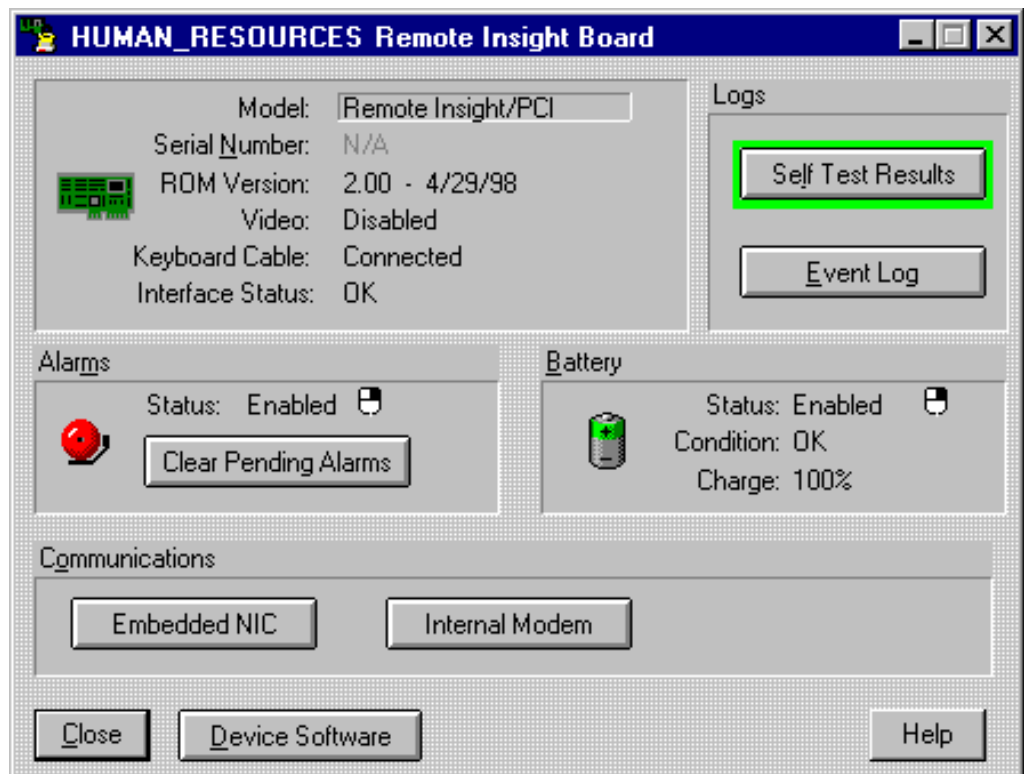 HUMAN_RESOURCES Remote Insight Board
Model: Remote Insight/PCI
Serial Number: N/A
ROM Version: 2.00 - 4/29/98
Video: Disabled
Keyboard Cable: Connected
Interface Status: OK
Logs
Self Test Results
Event Log
Alarms
Status: Enabled
Clear Pending Alarms
Battery
Status: Enabled
Condition: OK
Charge: 100%
Communications
Embedded NIC
Internal Modem
Close
Device Software
Help